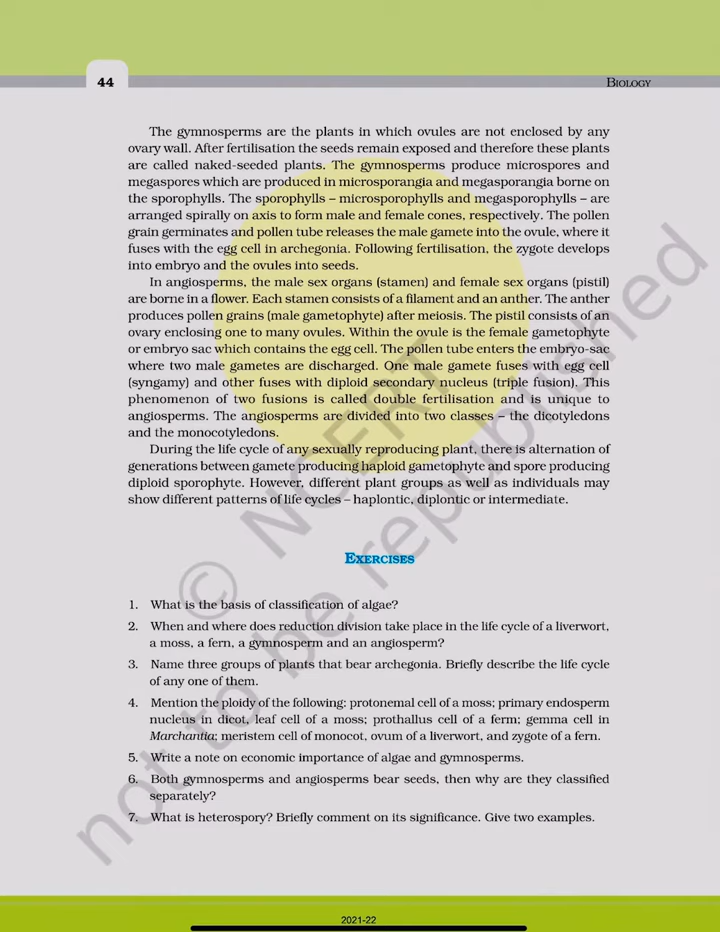 44
BIOLOGY
The gymnosperms are the plants in which ovules are not enclosed by any
ovary wall. After fertilisation the seeds remain exposed and therefore these plants
are called naked-seeded plants. The gymnosperms produce microspores and
megaspores which are produced in microsporangia and megasporangia borne on
the sporophylls. The sporophylls – microsporophylls and megasporophylls – are
arranged spirally on axis to form male and female cones, respectively. The pollen
grain germinates and pollen tube releases the male gamete into the ovule, where it
fuses with the egg cell in archegonia. Following fertilisation, the zygote develops
into embryo and the ovules into seeds.
In angiosperms, the male sex organs (stamen) and female sex organs (pistil)
are borne in a flower. Each stamen consists of a filament and an anther. The anther
produces pollen grains (male gametophyte) after meiosis. The pistil consists of an
ovary enclosing one to many ovules. Within the ovule is the female gametophyte
or embryo sac which contains the egg cell. The pollen tube enters the embryo-sac
where two male gametes are discharged. One male gamete fuses with egg cell
(syngamy) and other fuses with diploid secondary nucleus (triple fusion). This
phenomenon of two fusions is called double fertilisation and is unique to
angiosperms. The angiosperms are divided into two classes – the dicotyledons
and the monocotyledons.
During the life cycle of any sexually reproducing plant, there is alternation of
generations between gamete producing haploid gametophyte and spore producing
diploid sporophyte. However, different plant groups as well as individuals may
show different patterns of life cycles – haplontic, diplontic or intermediate.
EXERCISES
1. What is the basis of classification of algae?
2. When and where does reduction division take place in the life cycle of a liverwort,
a moss, a fern, a gymnosperm and an angiosperm?
3. Name three groups of plants that bear archegonia. Briefly describe the life cycle
of any one of them.
4. Mention the ploidy of the following: protonemal cell of a moss; primary endosperm
nucleus in dicot, leaf cell of a moss; prothallus cell of a ferm; gemma cell in
Marchantia; meristem cell of monocot, ovum of a liverwort, and zygote of a fern.
5. Write a note on economic importance of algae and gymnosperms.
6. Both gymnosperms and angiosperms bear seeds, then why are they classified
separately?
7. What is heterospory? Briefly comment on its significance. Give two examples.
© NCERT
not to be republished
2021-22